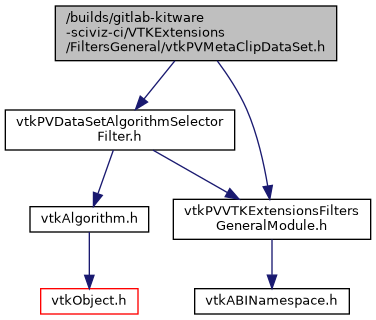 /builds/gitlab-kitware
-sciviz-ci/VTKExtensions
/FiltersGeneral/vtkPVMetaClipDataSet.h
vtkPVDataSetAlgorithmSelector
Filter.h
vtkAlgorithm.h
vtkPVVTKExtensionsFilters
GeneralModule.h
vtkObject.h
vtkABINamespace.h